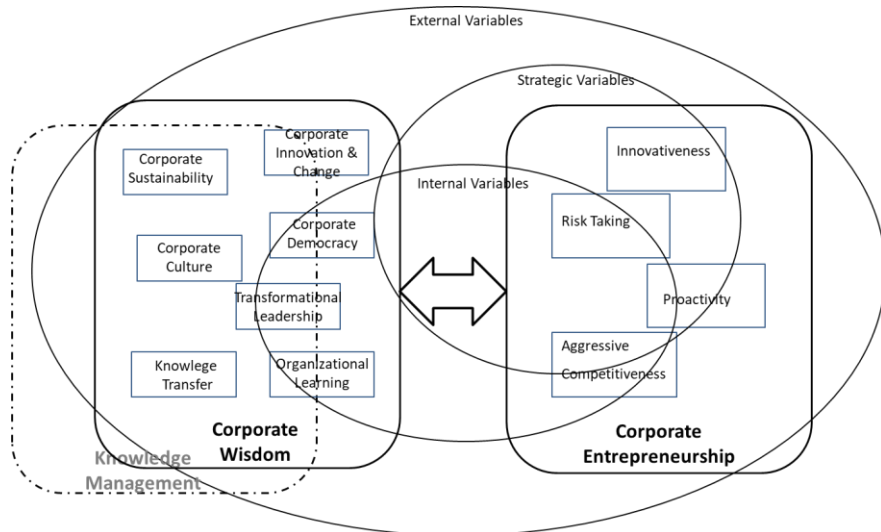 External Variables
Strategic Variables
Corporate
Innovation &
Change
Corporate
Sustainability
Innovativeness
Internal Variables
Corporate
Democracy
Risk Taking
Corporate
Culture
Transformational
Leadership
Proactivity
Aggressive
Competitiveness
Knowlege
Transfer
Organizational
Learning
Corporate
Wisdom
Corporate
Entrepreneurship
Knowledge
Management